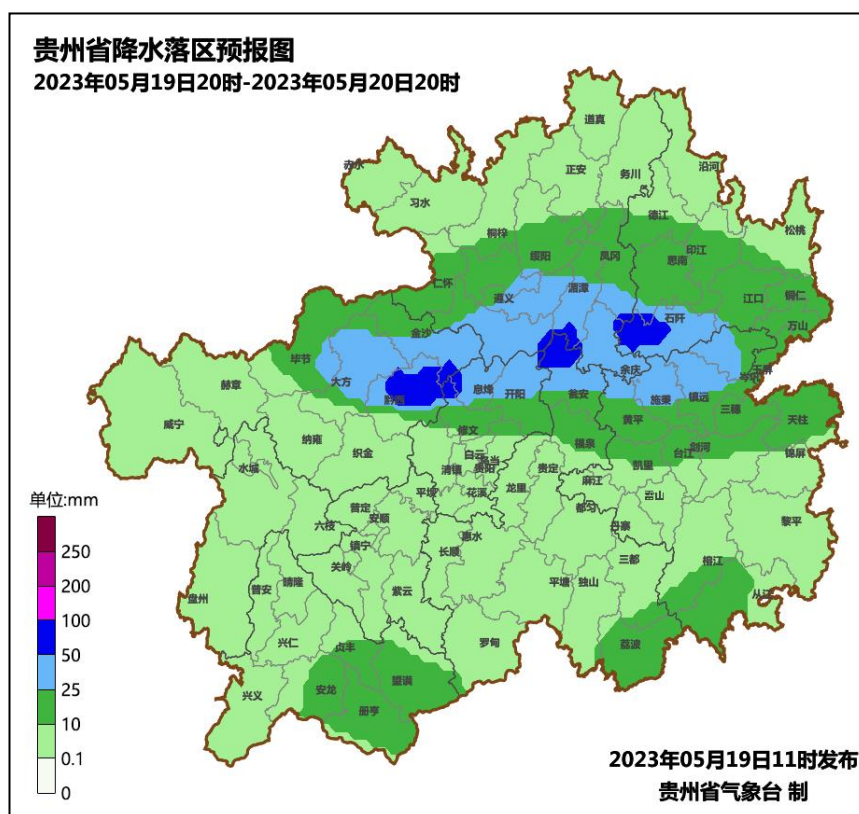 贵州省降水落区预报图
2023年05月19日20时-2023年05月20日20时
道真
赤水
正安
务川
沿河
习水
德江
松桃
桐梓
印江
绥阳
凤冈
思南
仁怀
遵义
湄潭
江口
铜仁
石阡
万山
金沙
毕节
余庆
岑巩
玉屏
赫章
大方
息烽
开阳
瓮安
施秉
镇远
黔西
三穗
威宁
黄平
天柱
修文
纳雍
织金
福泉
剑河
台江
锦屏
白云
乌当
水城
清镇
贵阳
贵定
凯里
麻江
平坝
花溪
龙里
雷山
单位:mm
普定
安顺
都匀
六枝
丹寨
黎平
惠水
镇宁
长顺
250
三都
榕江
关岭
200
晴隆
平塘
独山
普安
紫云
从江
盘州
100
罗甸
荔波
兴仁
贞丰
50
望谟
25
兴义
安龙
册亨
10
0.1
0
2023年05月19日11时发布
贵州省气象台 制